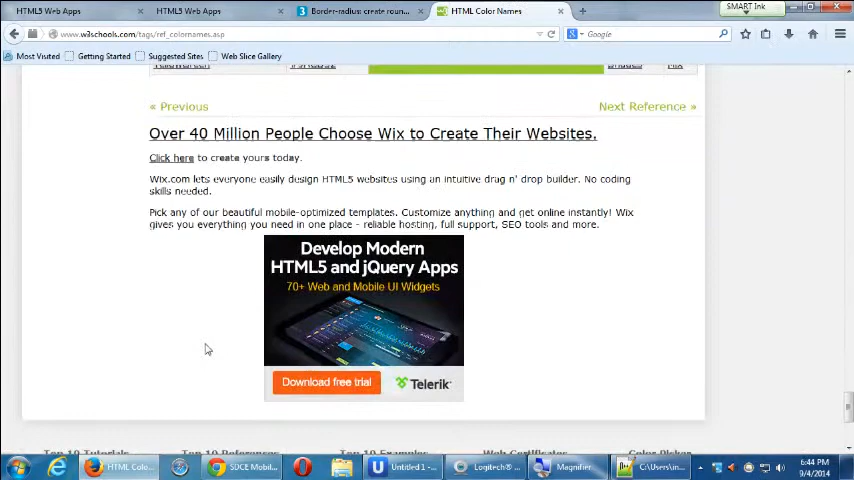 HTML5 Web Apps
HTML5 Web Apps
Border-radius: create roun...
HTML Color Names
SMART Ink
www.w3schools.com/tags/ref_colornames.asp
Google
Most Visited
Getting Started
Suggested Sites
Web Slice Gallery
YellowGreen
Shades
Mix
« Previous
Next Reference »
Over 40 Million People Choose Wix to Create Their Websites.
Click here to create yours today.
Wix.com lets everyone easily design HTML5 websites using an intuitive drag n' drop builder. No coding
skills needed.
Pick any of our beautiful mobile-optimized templates. Customize anything and get online instantly! Wix
gives you everything you need in one place - reliable hosting, full support, SEO tools and more.
Develop Modern
HTML5 and jQuery Apps
70+ Web and Mobile UI Widgets
Download free trial
Telerik
Top 10 Tutorials
Top 10 References
Top 10 Examples
Web Certificates
Color Picker
HTML Colo...
SDCE Mobil...
Untitled 1 -...
Logitech® ...
Magnifier
C:\Users\in...
6:44 PM
9/4/2014